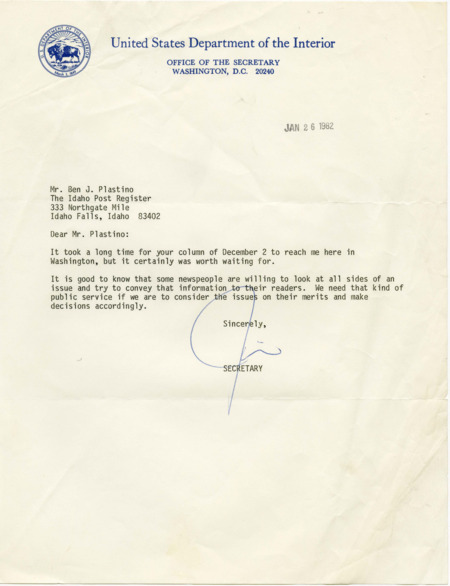 United States Department of the Interior
OFFICE OF THE SECRETARY
WASHINGTON, D.C. 20240
JAN 26 1982
Mr. Ben J. Plastino
The Idaho Post Register
333 Northgate Mile
Idaho Falls, Idaho 83402
Dear Mr. Plastino:
It took a long time for your column of December 2 to reach me here in
Washington, but it certainly was worth waiting for.
It is good to know that some newspeople are willing to look at all sides of an
issue and try to convey that information to their readers. We need that kind of
public service if we are to consider the issues on their merits and make
decisions accordingly.
Sincerely,
Jim
SECRETARY